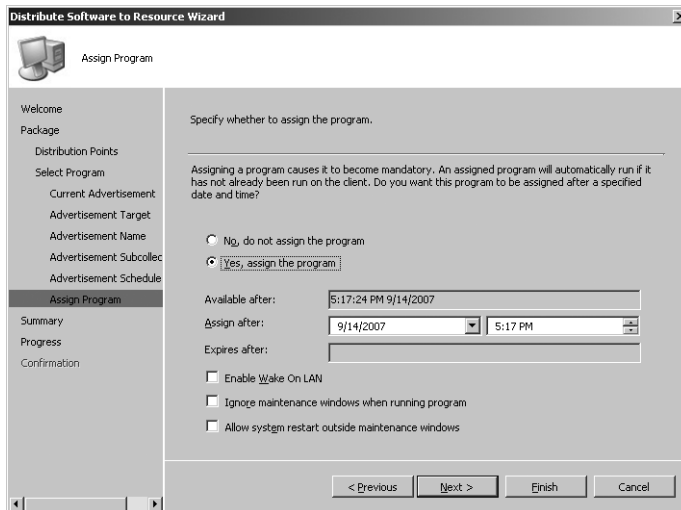 Distribute Software to Resource Wizard
Assign Program
Welcome
Package
Distribution Points
Select Program
Current Advertisement
Advertisement Target
Advertisement Name
Advertisement Subcollec
Advertisement Schedule
Assign Program
Summary
Progress
Confirmation
Specify whether to assign the program.
Assigning a program causes it to become mandatory. An assigned program will automatically run if it
has not already been run on the client. Do you want this program to be assigned after a specified
date and time?
No, do not assign the program
Yes, assign the program
Available after: 5:17:24 PM 9/14/2007
Assign after: 9/14/2007 5:17 PM
Expires after:
Enable Wake On LAN
Ignore maintenance windows when running program
Allow system restart outside maintenance windows
< Previous Next > Finish Cancel